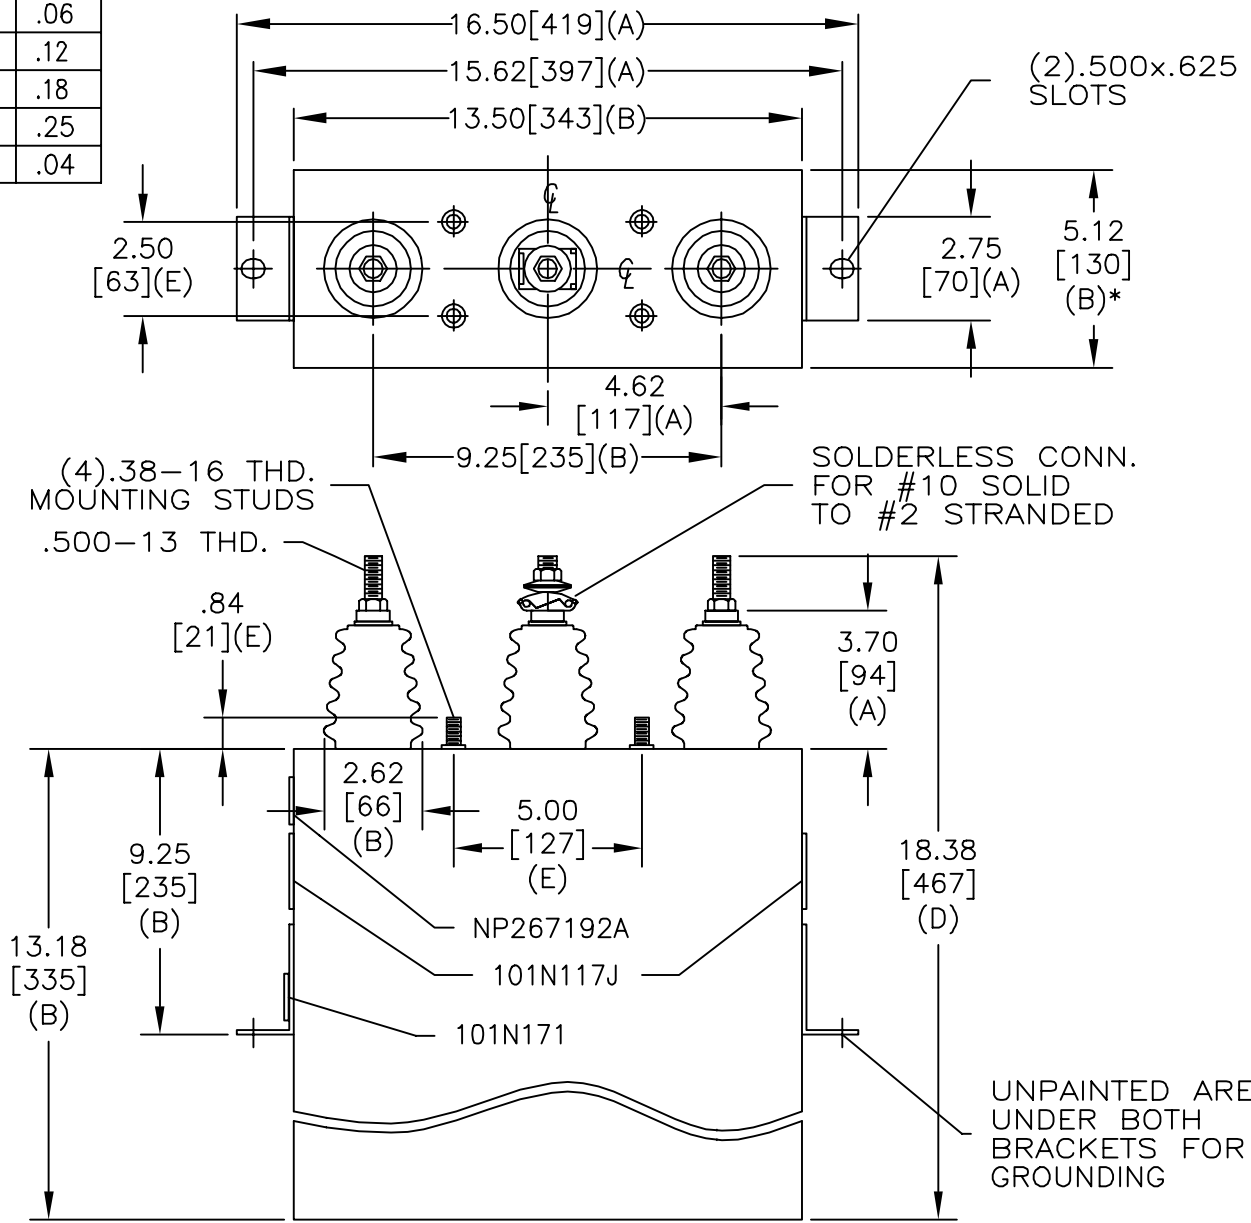 .06
.12
.18
.25
.04
16.50[419](A)
15.62[397](A)
13.50[343](B)
(2).500x.625
SLOTS
2.50
[63](E)
℄
℄
2.75
[70](A)
5.12
[130]
(B)*
4.62
[117](A)
9.25[235](B)
(4).38-16 THD.
MOUNTING STUDS
.500-13 THD.
SOLDERLESS CONN.
FOR #10 SOLID
TO #2 STRANDED
.84
[21](E)
3.70
[94]
(A)
2.62
[66]
(B)
5.00
[127]
(E)
9.25
[235]
(B)
18.38
[467]
(D)
13.18
[335]
(B)
NP267192A
101N117J
101N171
UNPAINTED ARE
UNDER BOTH
BRACKETS FOR
GROUNDING